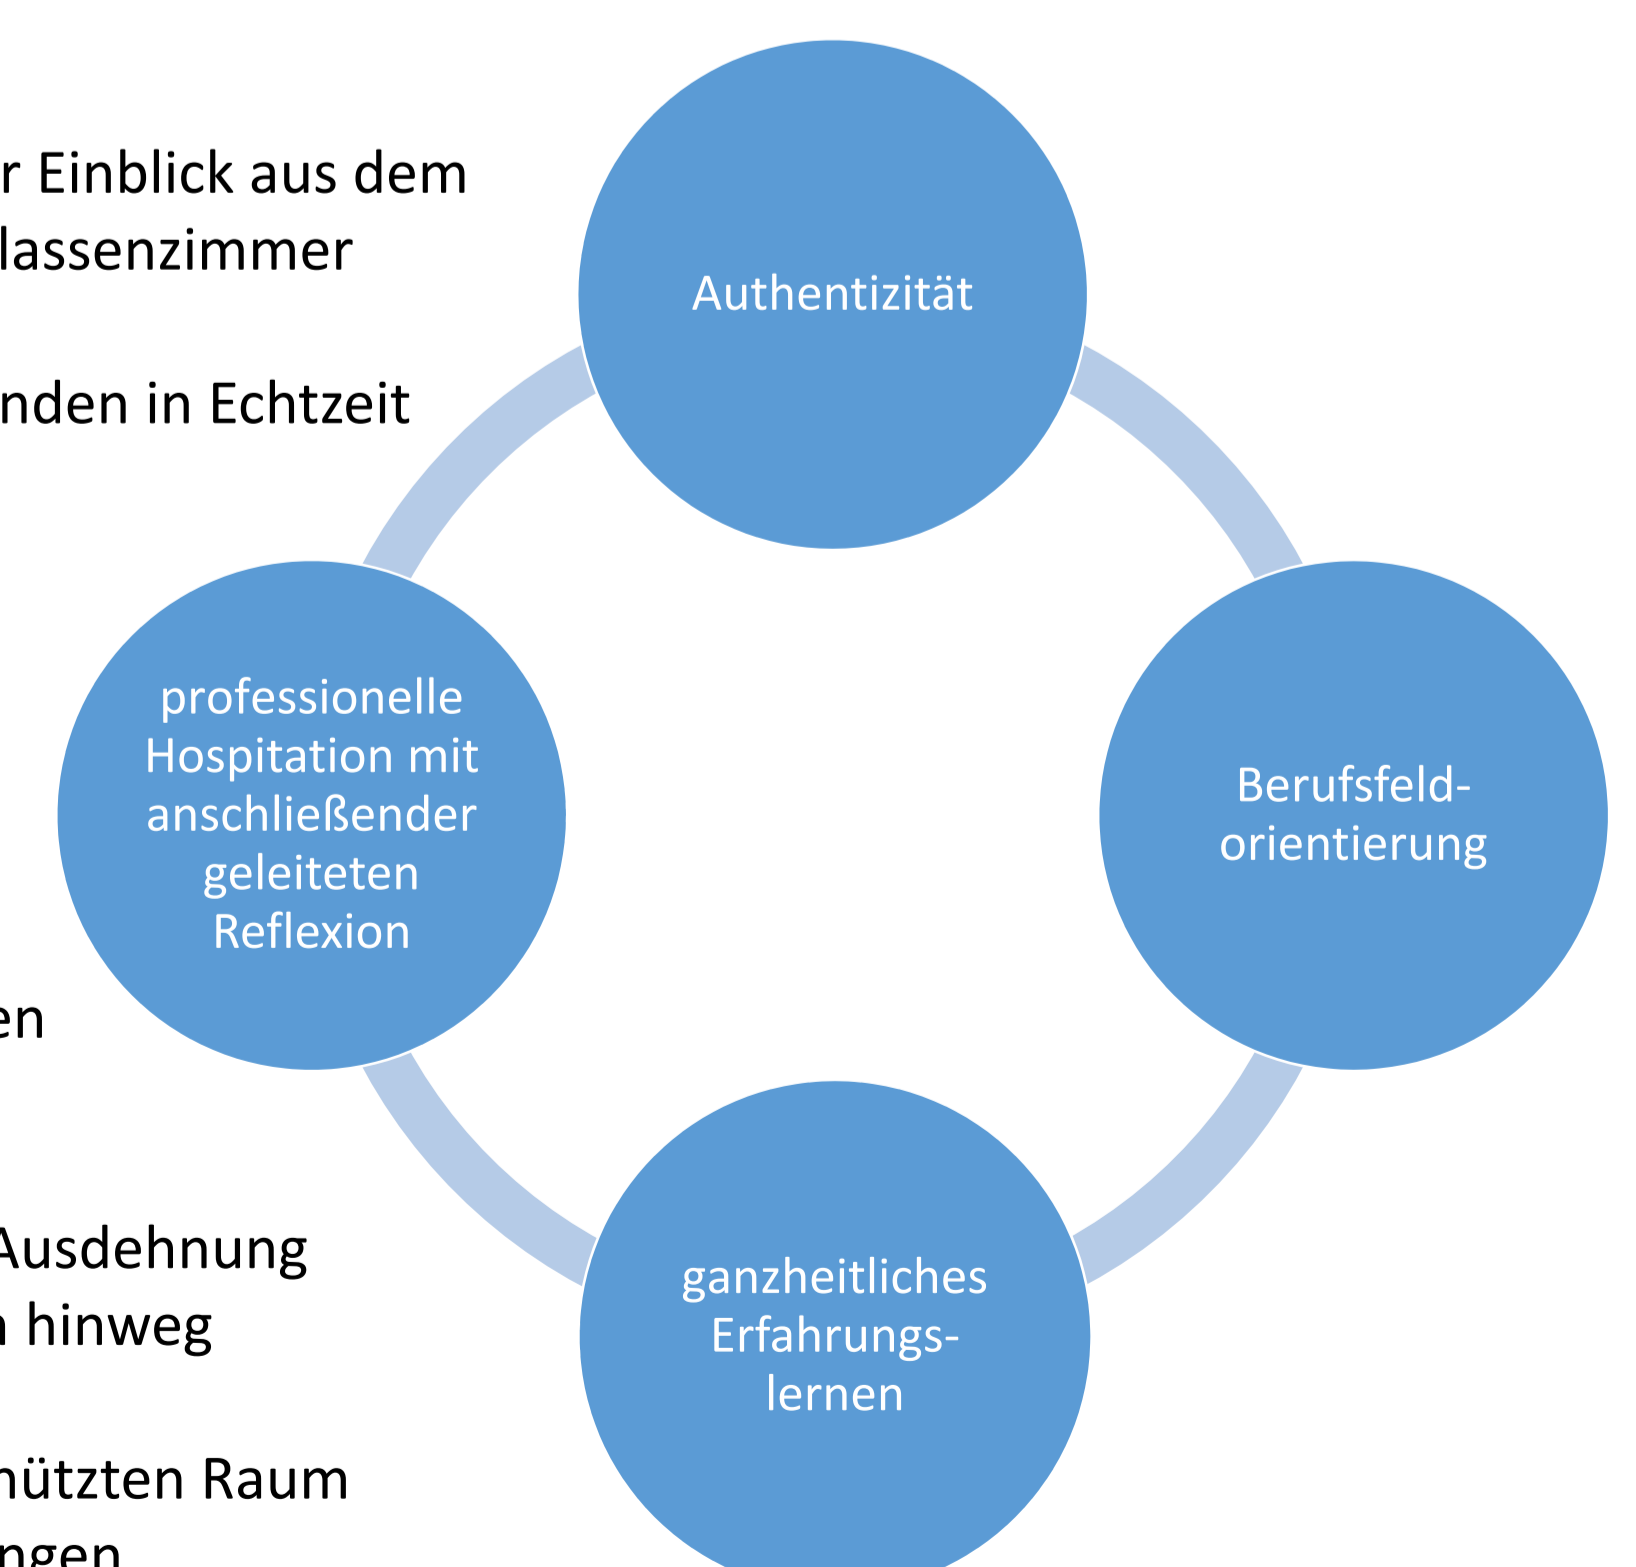 r Einblick aus dem
lassenzimmer
nden in Echtzeit
en
Ausdehnung
hinweg
hützten Raum
ngen
Authentizität
professionelle
Hospitation mit
anschließender
geleiteten
Reflexion
Berufsfeld-
orientierung
ganzheitliches
Erfahrungs-
lernen